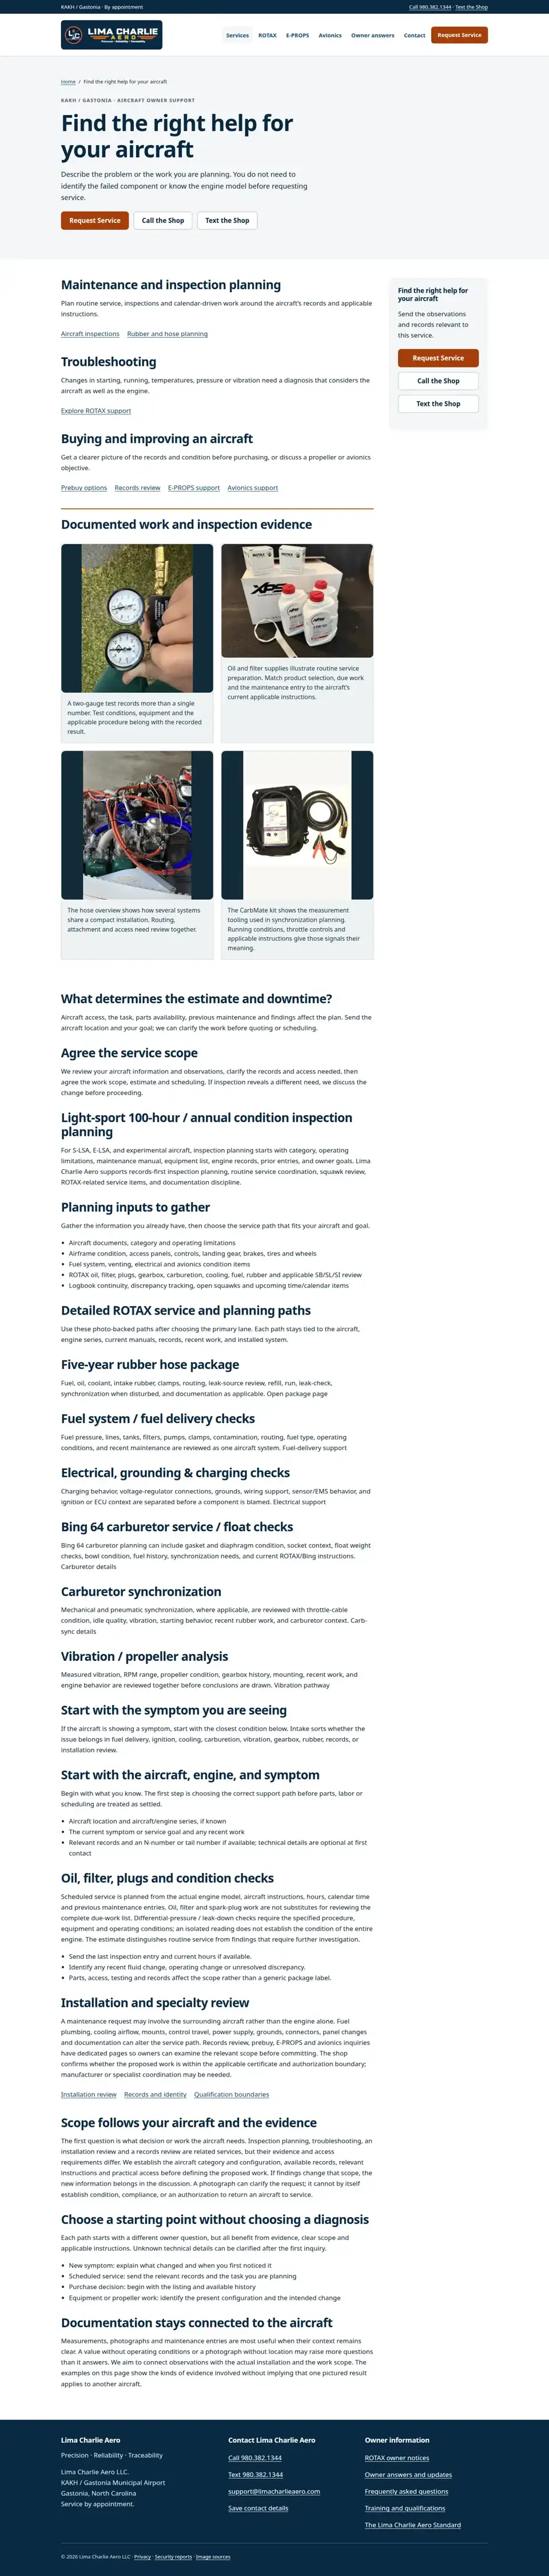 KAKH / Gastonia · By appointment
Call 980.382.1344 · Text the Shop
LIMA CHARLIE
AERO
Precision · Reliability · Traceability
Services
ROTAX
E-PROPS
Avionics
Owner answers
Contact
Request Service
Home / Find the right help for your aircraft
KAKH / GASTONIA · AIRCRAFT OWNER SUPPORT
Find the right help for
your aircraft
Describe the problem or the work you are planning. You do not need to
identify the failed component or know the engine model before requesting
service.
Request Service
Call the Shop
Text the Shop
Maintenance and inspection planning
Plan routine service, inspections and calendar-driven work around the aircraft's records and applicable
instructions.
Aircraft inspections
Rubber and hose planning
Troubleshooting
Changes in starting, running, temperatures, pressure or vibration need a diagnosis that considers the
aircraft as well as the engine.
Explore ROTAX support
Buying and improving an aircraft
Get a clearer picture of the records and condition before purchasing, or discuss a propeller or avionics
objective.
Prebuy options
Records review
E-PROPS support
Avionics support
Find the right help for your
aircraft
Send the observations
and records relevant to
this service.
Request Service
Call the Shop
Text the Shop
Documented work and inspection evidence
A two-gauge test records more than a single
number. Test conditions, equipment and the
applicable procedure belong with the recorded
result.
XPS
Oil and filter supplies illustrate routine service
preparation. Match product selection, due work
and the maintenance entry to the aircraft's
current applicable instructions.
The hose overview shows how several systems
share a compact installation. Routing,
attachment and access need review together.
The CarbMate kit shows the measurement
tooling used in synchronization planning.
Running conditions, throttle controls and
applicable instructions give those signals their
meaning.
What determines the estimate and downtime?
Aircraft access, the task, parts availability, previous maintenance and findings affect the plan. Send the
aircraft location and your goal; we can clarify the work before quoting or scheduling.
Agree the service scope
We review your aircraft information and observations, clarify the records and access needed, then
agree the work scope, estimate and scheduling. If inspection reveals a different need, we discuss the
change before proceeding.
Light-sport 100-hour / annual condition inspection
planning
For S-LSA, E-LSA, and experimental aircraft, inspection planning starts with category, operating
limitations, maintenance manual, equipment list, engine records, prior entries, and owner goals. Lima
Charlie Aero supports records-first inspection planning, routine service coordination, squawk review,
ROTAX-related service items, and documentation discipline.
Planning inputs to gather
Gather the information you already have, then choose the service path that fits your aircraft and goal.
• Aircraft documents, category and operating limitations
• Airframe condition, access panels, controls, landing gear, brakes, tires and wheels
• Fuel system, venting, electrical and avionics condition items
• ROTAX oil, filter, plugs, gearbox, carburetion, cooling, fuel, rubber and applicable SB/SL/SI review
• Logbook continuity, discrepancy tracking, open squawks and upcoming time/calendar items
Detailed ROTAX service and planning paths
Use these photo-backed paths after choosing the primary lane. Each path stays tied to the aircraft,
engine series, current manuals, records, recent work, and installed system.
Five-year rubber hose package
Fuel, oil, coolant, intake rubber, clamps, routing, leak-source review, refill, run, leak-check,
synchronization when disturbed, and documentation as applicable. Open package page
Fuel system / fuel delivery checks
Fuel pressure, lines, tanks, filters, pumps, clamps, contamination, routing, fuel type, operating
conditions, and recent maintenance are reviewed as one aircraft system. Fuel-delivery support
Electrical, grounding & charging checks
Charging behavior, voltage-regulator connections, grounds, wiring support, sensor/EMS behavior, and
ignition or ECU context are separated before a component is blamed. Electrical support
Bing 64 carburetor service / float checks
Bing 64 carburetor planning can include gasket and diaphragm condition, socket context, float weight
checks, bowl condition, fuel history, synchronization needs, and current ROTAX/Bing instructions.
Carburetor details
Carburetor synchronization
Mechanical and pneumatic synchronization, where applicable, are reviewed with throttle-cable
condition, idle quality, vibration, starting behavior, recent rubber work, and carburetor context. Carb-
sync details
Vibration / propeller analysis
Measured vibration, RPM range, propeller condition, gearbox history, mounting, recent work, and
engine behavior are reviewed together before conclusions are drawn. Vibration pathway
Start with the symptom you are seeing
If the aircraft is showing a symptom, start with the closest condition below. Intake sorts whether the
issue belongs in fuel delivery, ignition, cooling, carburetion, vibration, gearbox, rubber, records, or
installation review.
Start with the aircraft, engine, and symptom
Begin with what you know. The first step is choosing the correct support path before parts, labor or
scheduling are treated as settled.
• Aircraft location and aircraft/engine series, if known
• The current symptom or service goal and any recent work
• Relevant records and an N-number or tail number if available; technical details are optional at first
contact
Oil, filter, plugs and condition checks
Scheduled service is planned from the actual engine model, aircraft instructions, hours, calendar time
and previous maintenance entries. Oil, filter and spark-plug work are not substitutes for reviewing the
complete due-work list. Differential-pressure / leak-down checks require the specified procedure,
equipment and operating conditions; an isolated reading does not establish the condition of the entire
engine. The estimate distinguishes routine service from findings that require further investigation.
• Send the last inspection entry and current hours if available.
• Identify any recent fluid change, operating change or unresolved discrepancy.
• Parts, access, testing and records affect the scope rather than a generic package label.
Installation and specialty review
A maintenance request may involve the surrounding aircraft rather than the engine alone. Fuel
plumbing, cooling airflow, mounts, control travel, power supply, grounds, connectors, panel changes
and documentation can alter the service path. Records review, prebuy, E-PROPS and avionics inquiries
have dedicated pages so owners can examine the relevant scope before committing. The shop
confirms whether the proposed work is within the applicable certificate and authorization boundary;
manufacturer or specialist coordination may be needed.
Installation review
Records and identity
Qualification boundaries
Scope follows your aircraft and the evidence
The first question is what decision or work the aircraft needs. Inspection planning, troubleshooting, an
installation review and a records review are related services, but their evidence and access
requirements differ. We establish the aircraft category and configuration, available records, relevant
instructions and practical access before defining the proposed work. If findings change that scope, the
new information belongs in the discussion. A photograph can clarify the request; it cannot by itself
establish condition, compliance, or an authorization to return an aircraft to service.
Choose a starting point without choosing a diagnosis
Each path starts with a different owner question, but all benefit from evidence, clear scope and
applicable instructions. Unknown technical details can be clarified after the first inquiry.
• New symptom: explain what changed and when you first noticed it
• Scheduled service: send the relevant records and the task you are planning
• Purchase decision: begin with the listing and available history
• Equipment or propeller work: identify the present configuration and the intended change
Documentation stays connected to the aircraft
Measurements, photographs and maintenance entries are most useful when their context remains
clear. A value without operating conditions or a photograph without location may raise more questions
than it answers. We aim to connect observations with the actual installation and the work scope. The
examples on this page show the kinds of evidence involved without implying that one pictured result
applies to another aircraft.
Lima Charlie Aero
Precision · Reliability · Traceability
Lima Charlie Aero LLC.
KAKH / Gastonia Municipal Airport
Gastonia, North Carolina
Service by appointment.
Contact Lima Charlie Aero
Call 980.382.1344
Text 980.382.1344
support@limacharlieaero.com
Save contact details
Owner information
ROTAX owner notices
Owner answers and updates
Frequently asked questions
Training and qualifications
The Lima Charlie Aero Standard
© 2026 Lima Charlie Aero LLC · Privacy · Security reports · Image sources